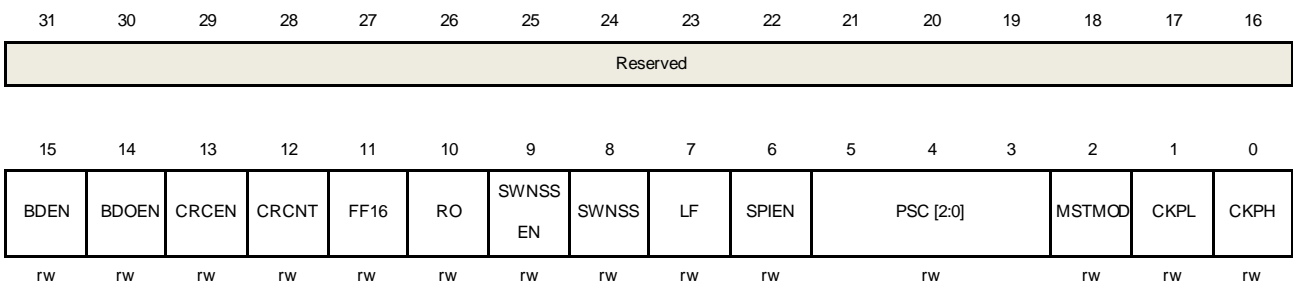 31 30 29 28 27 26 25 24 23 22 21 20 19 18 17 16
Reserved
15 14 13 12 11 10 9 8 7 6 5 4 3 2 1 0
BDEN BDOEN CRCEN CRCNT FF16 RO SWNSS EN SWNSS LF SPIEN PSC [2:0] MSTMOD CKPL CKPH
rw rw rw rw rw rw rw rw rw rw rw rw rw rw